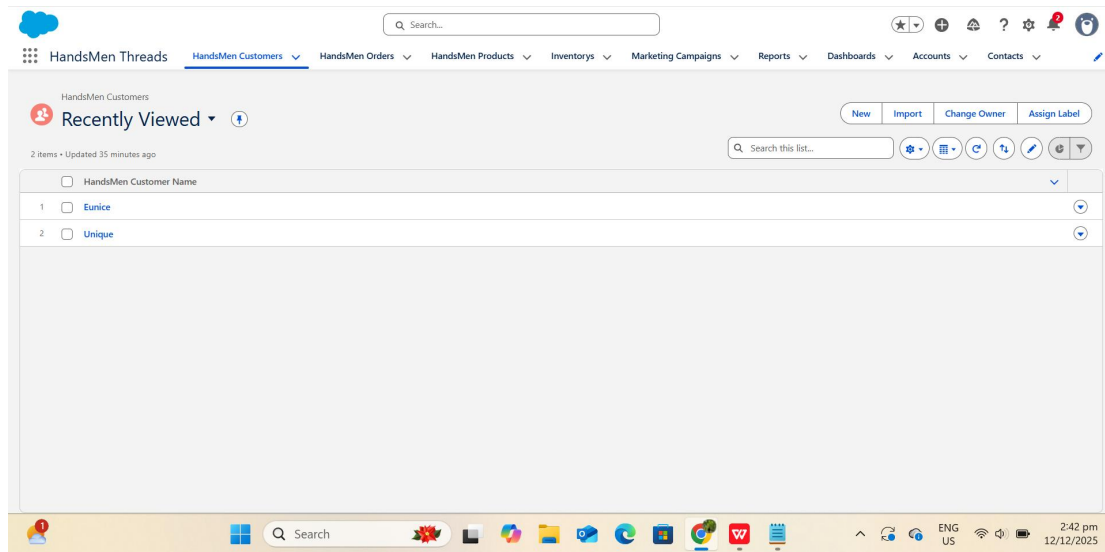 Search...
2
HandsMen Threads
HandsMen Customers
HandsMen Orders
HandsMen Products
Inventorys
Marketing Campaigns
Reports
Dashboards
Accounts
Contacts
HandsMen Customers
Recently Viewed
New
Import
Change Owner
Assign Label
2 items • Updated 35 minutes ago
Search this list...
HandsMen Customer Name
1 Eunice
2 Unique
1
Search
W
ENG
US
2:42 pm
12/12/2025